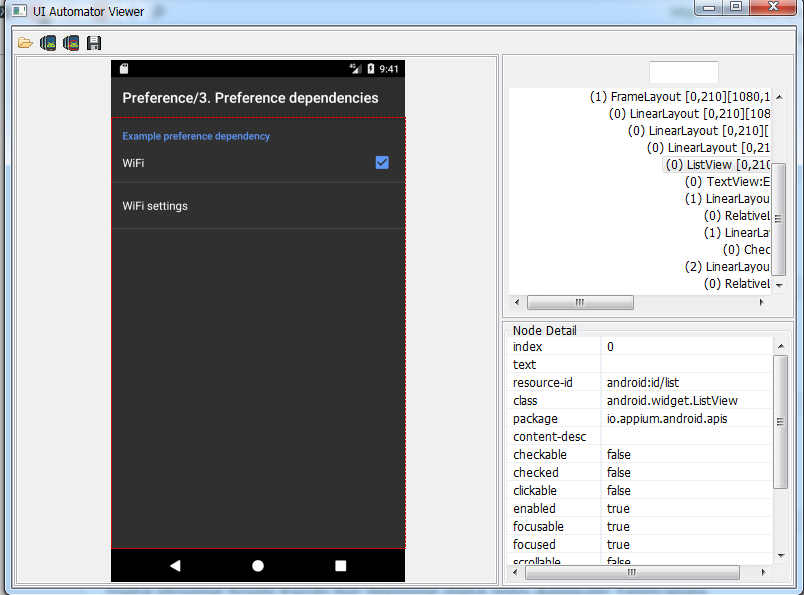 UI Automator Viewer
4G 9:41
Preference/3. Preference dependencies
Example preference dependency
WiFi
WiFi settings
(1) FrameLayout [0,210][1080,1
(0) LinearLayout [0,210][108
(0) LinearLayout [0,210][
(0) LinearLayout [0,21
(0) ListView [0,210
(0) TextView:E
(1) LinearLayou
(0) RelativeL
(1) LinearLa
(0) Chec
(2) LinearLayou
(0) RelativeL
Node Detail
index 0
text
resource-id android:id/list
class android.widget.ListView
package io.appium.android.apis
content-desc
checkable false
checked false
clickable false
enabled true
focusable true
focused true
scrollable false